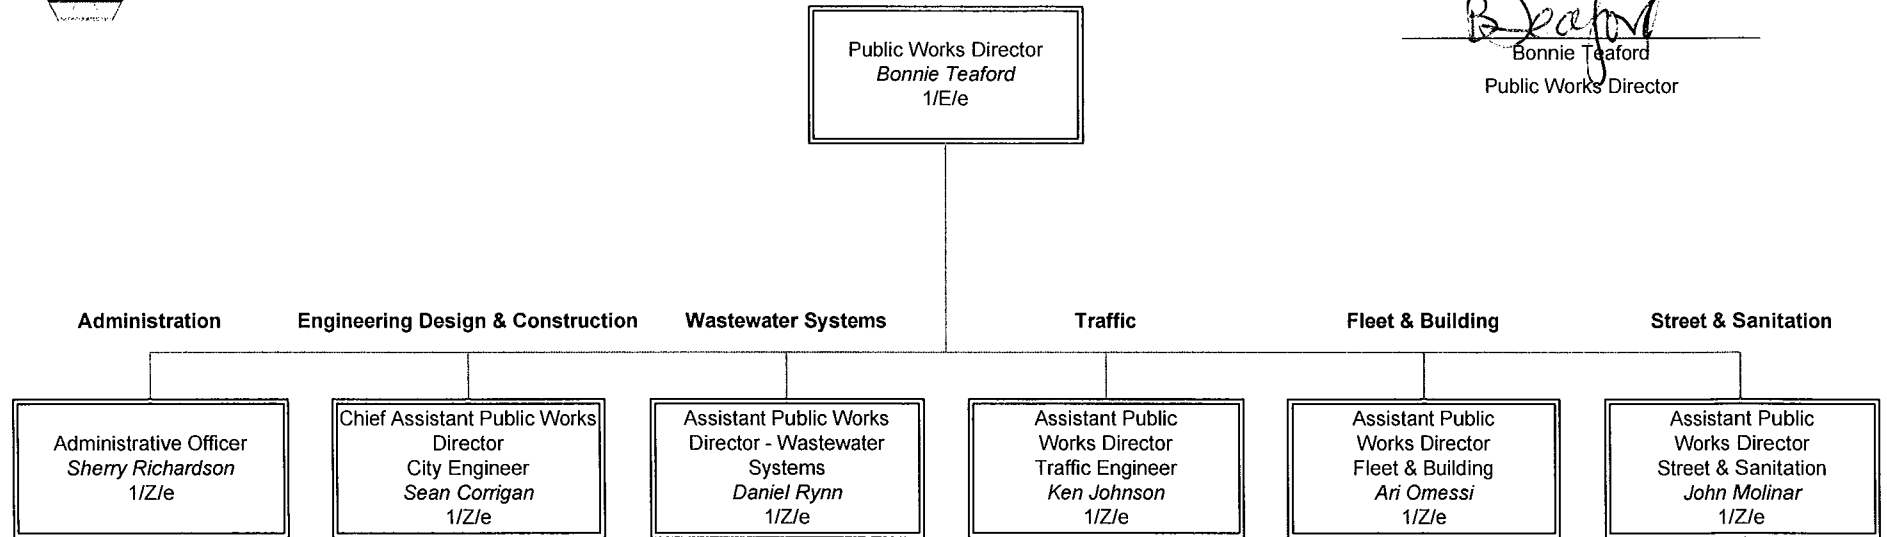 Public Works Director
Bonnie Teaford
1/E/e
B Teaford
Bonnie Teaford
Public Works Director
Administration
Engineering Design & Construction
Wastewater Systems
Traffic
Fleet & Building
Street & Sanitation
Administrative Officer
Sherry Richardson
1/Z/e
Chief Assistant Public Works
Director
City Engineer
Sean Corrigan
1/Z/e
Assistant Public Works
Director - Wastewater
Systems
Daniel Rynn
1/Z/e
Assistant Public
Works Director
Traffic Engineer
Ken Johnson
1/Z/e
Assistant Public
Works Director
Fleet & Building
Ari Omessi
1/Z/e
Assistant Public
Works Director
Street & Sanitation
John Molinar
1/Z/e